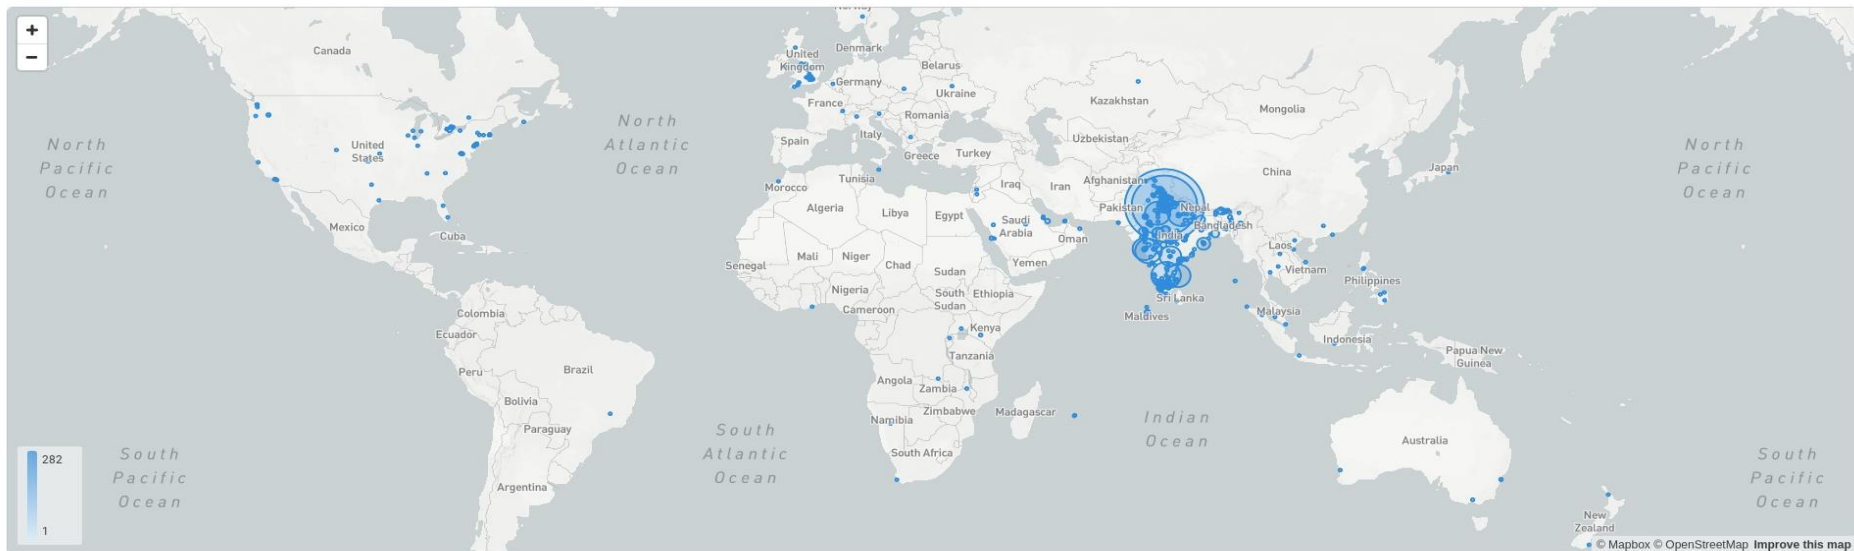 Norway
+
Canada
Denmark
United
Kingdom
Belarus
Germany
Ukraine
Kazakhstan
France
Mongolia
Romania
North
Pacific
Ocean
North
Atlantic
Ocean
North
Pacific
Ocean
United
States
Spain
Italy
Uzbekistan
Greece
Turkey
Japan
China
Tunisia
Morocco
Iraq
Iran
Afghanistan
Algeria
Libya
Egypt
Pakistan
Nepal
Mexico
Saudi
Arabia
Bangladesh
Cuba
Oman
India
Laos
Senegal
Mali
Niger
Chad
Sudan
Yemen
Vietnam
Philippines
Nigeria
South
Sudan
Ethiopia
Sri Lanka
Colombia
Cameroon
Maldives
Malaysia
Ecuador
Kenya
Indonesia
Tanzania
Papua New
Guinea
Peru
Brazil
Angola
Zambia
Bolivia
Zimbabwe
Madagascar
Namibia
Indian
Ocean
Paraguay
South
Atlantic
Ocean
South Africa
Australia
South
Pacific
Ocean
South
Pacific
Ocean
282
1
Argentina
New
Zealand
© Mapbox © OpenStreetMap Improve this map